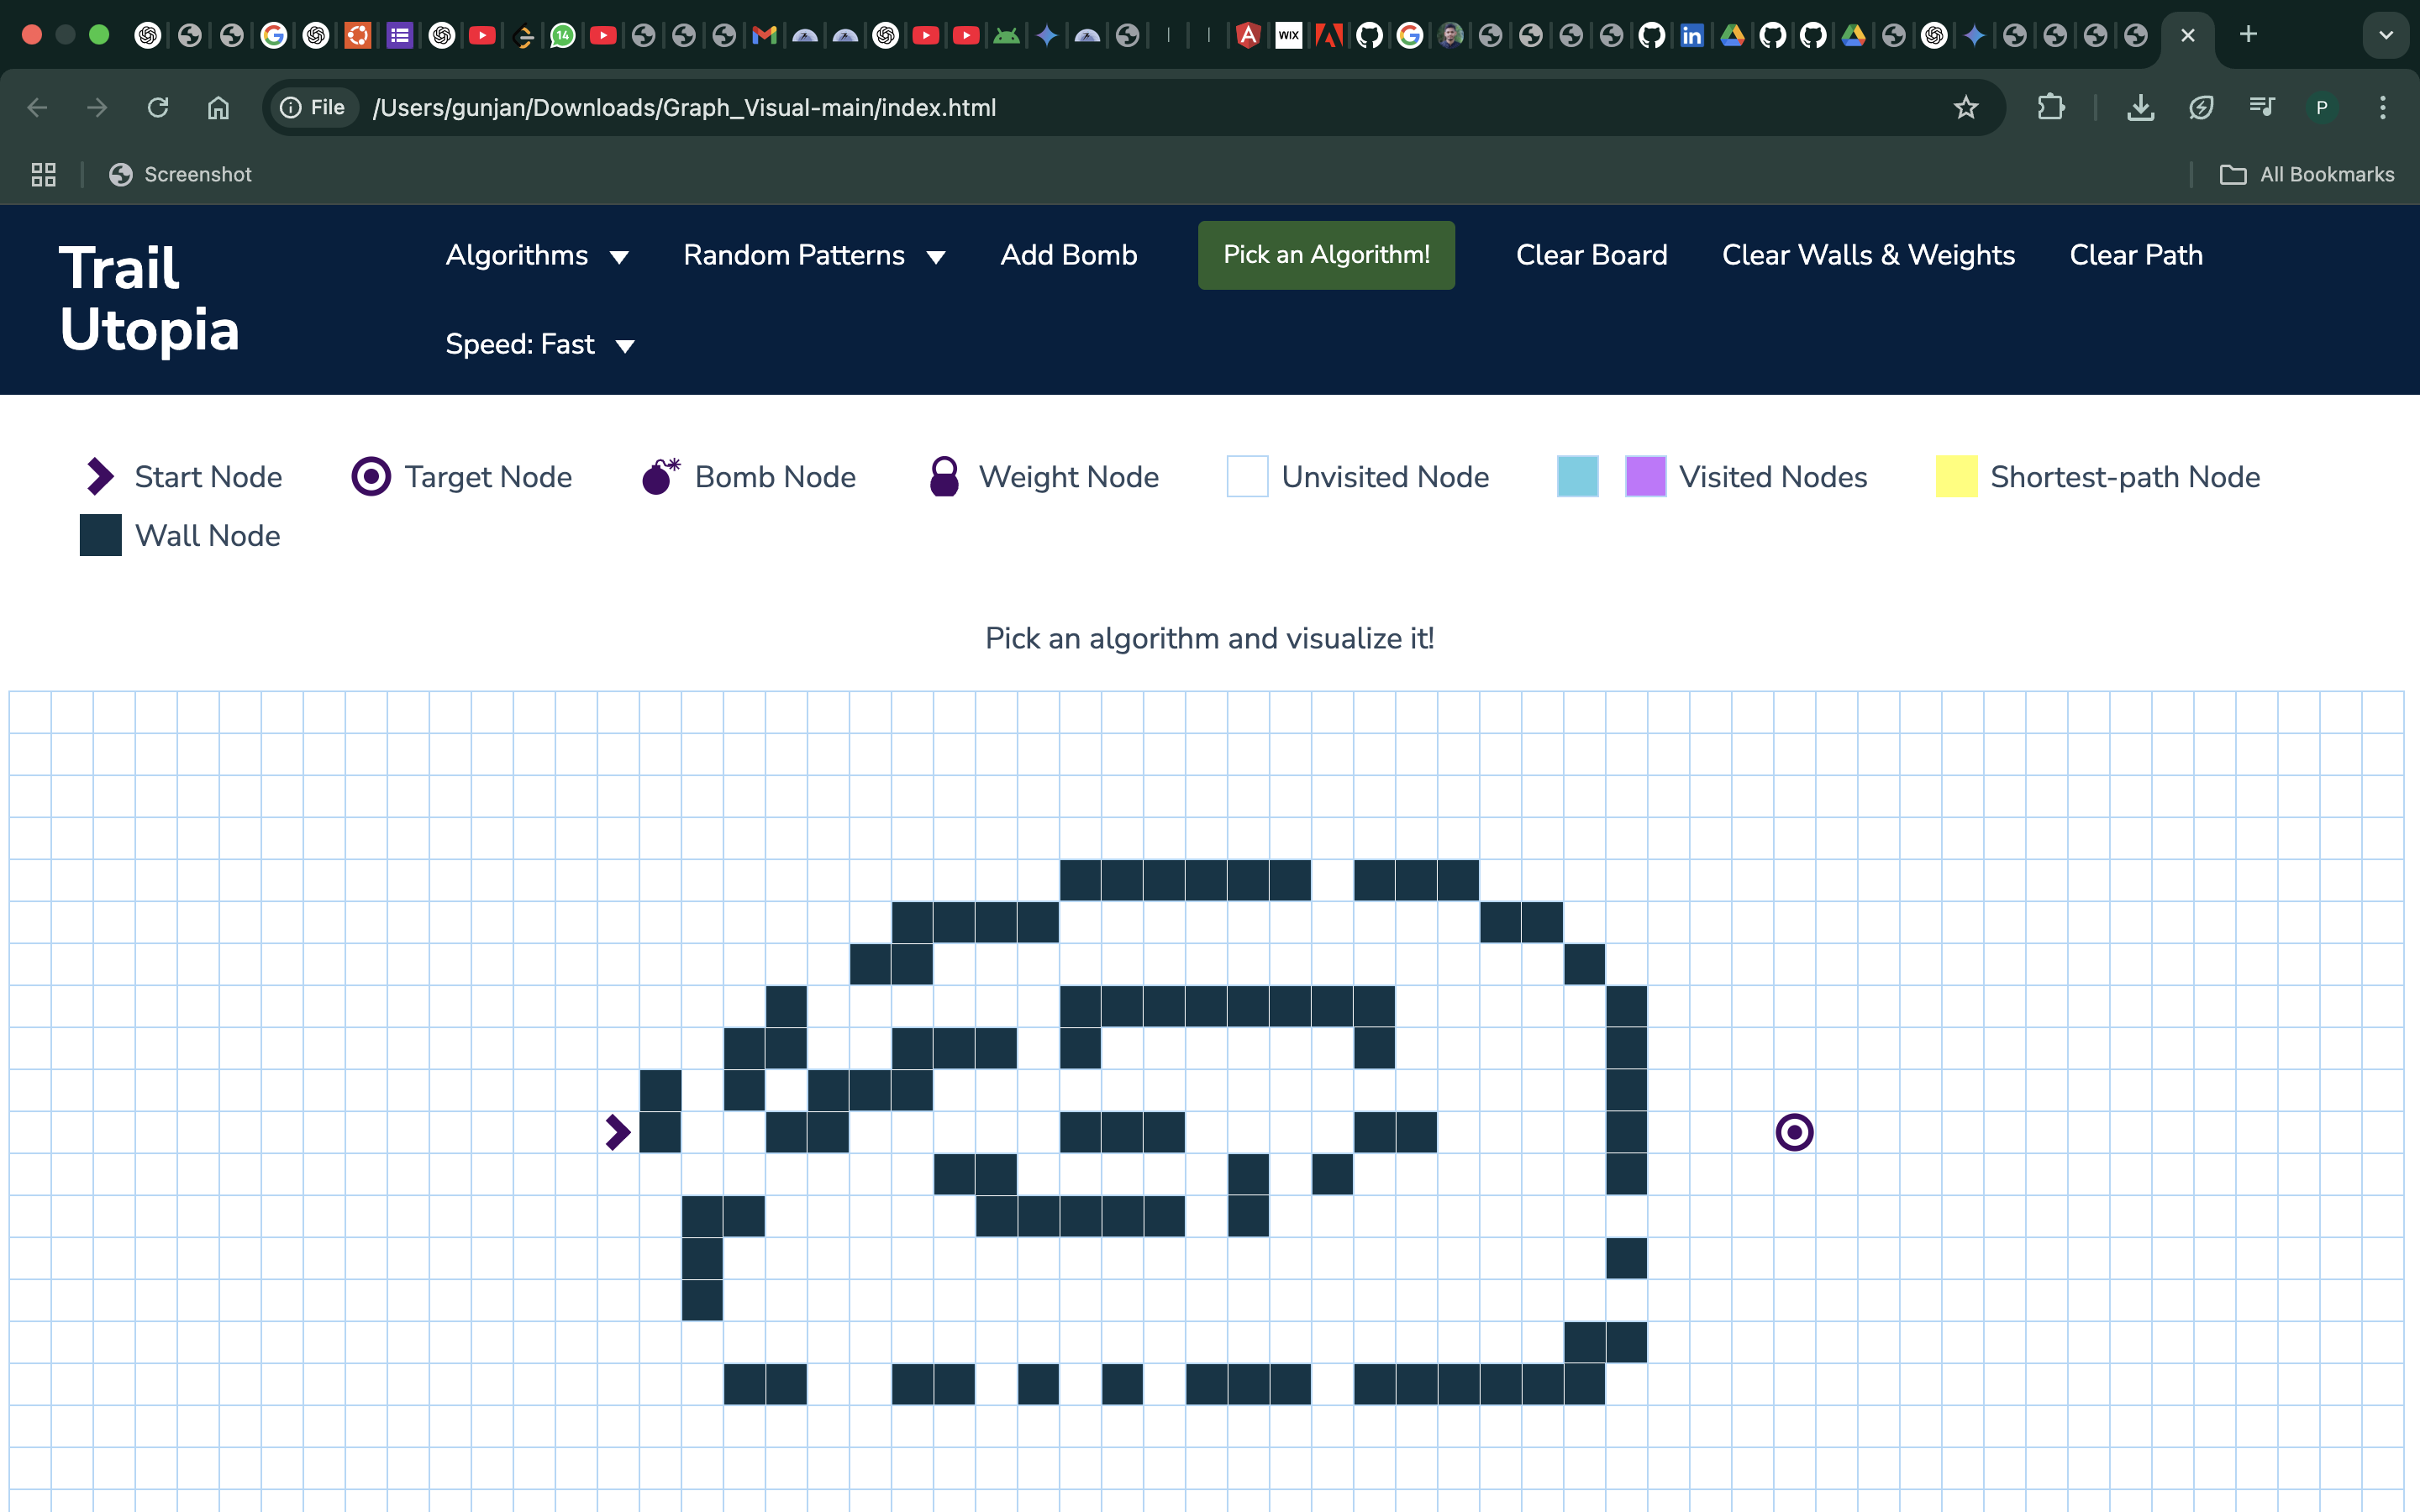 14
WIX
File
/Users/gunjan/Downloads/Graph_Visual-main/index.html
P
Screenshot
All Bookmarks
Trail
Utopia
Algorithms
Random Patterns
Add Bomb
Pick an Algorithm!
Clear Board
Clear Walls & Weights
Clear Path
Speed: Fast
Start Node
Target Node
Bomb Node
Weight Node
Unvisited Node
Visited Nodes
Shortest-path Node
Wall Node
Pick an algorithm and visualize it!